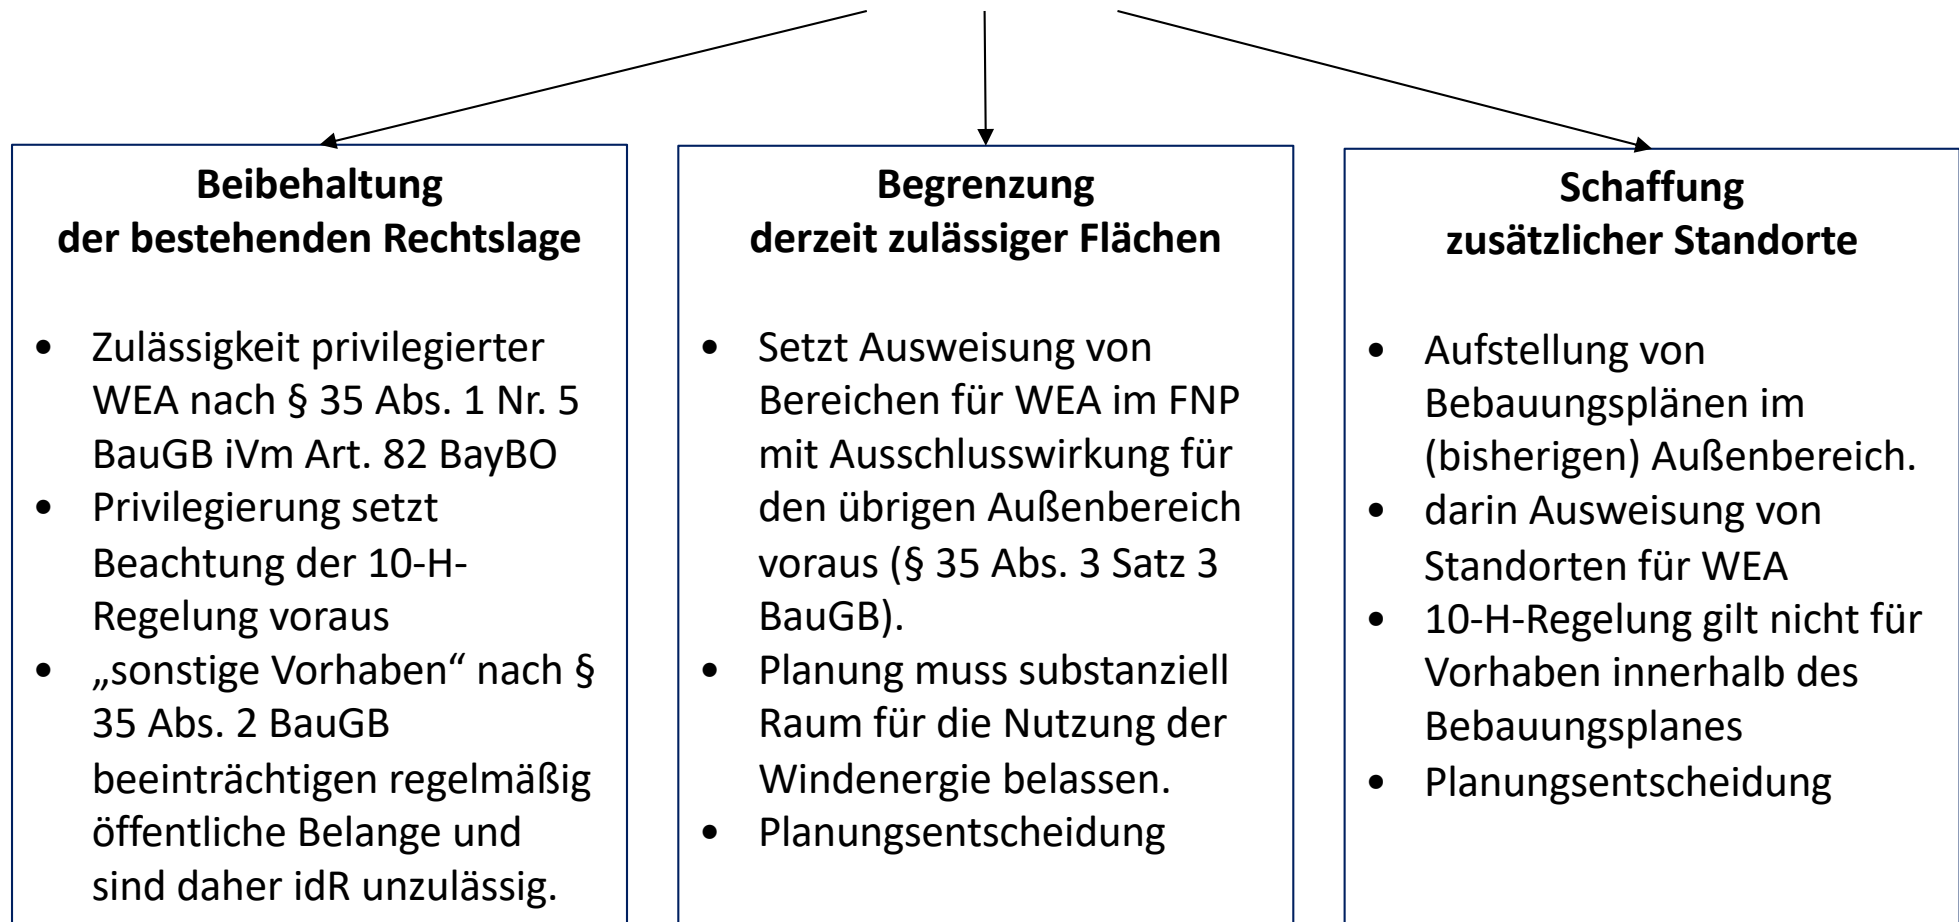 Beibehaltung
der bestehenden Rechtslage
• Zulässigkeit privilegierter
WEA nach § 35 Abs. 1 Nr. 5
BauGB iVm Art. 82 BayBO
• Privilegierung setzt
Beachtung der 10-H-
Regelung voraus
• „sonstige Vorhaben“ nach §
35 Abs. 2 BauGB
beeinträchtigen regelmäßig
öffentliche Belange und
sind daher idR unzulässig.
Begrenzung
derzeit zulässiger Flächen
• Setzt Ausweisung von
Bereichen für WEA im FNP
mit Ausschlusswirkung für
den übrigen Außenbereich
voraus (§ 35 Abs. 3 Satz 3
BauGB).
• Planung muss substanziell
Raum für die Nutzung der
Windenergie belassen.
• Planungsentscheidung
Schaffung
zusätzlicher Standorte
• Aufstellung von
Bebauungsplänen im
(bisherigen) Außenbereich.
• darin Ausweisung von
Standorten für WEA
• 10-H-Regelung gilt nicht für
Vorhaben innerhalb des
Bebauungsplanes
• Planungsentscheidung